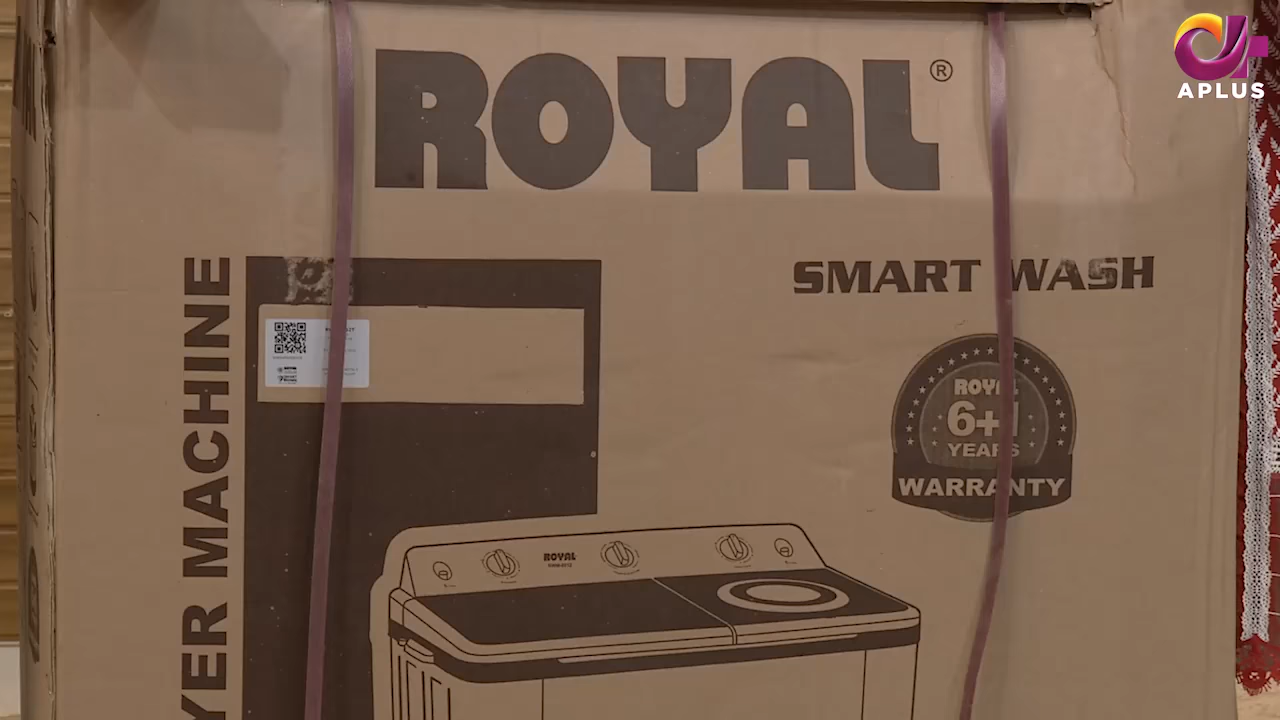 ROYAL®
APLUS
SMART WASH
YER MACHINE
ROYAL
6+1
YEARS
WARRANTY
ROYAL